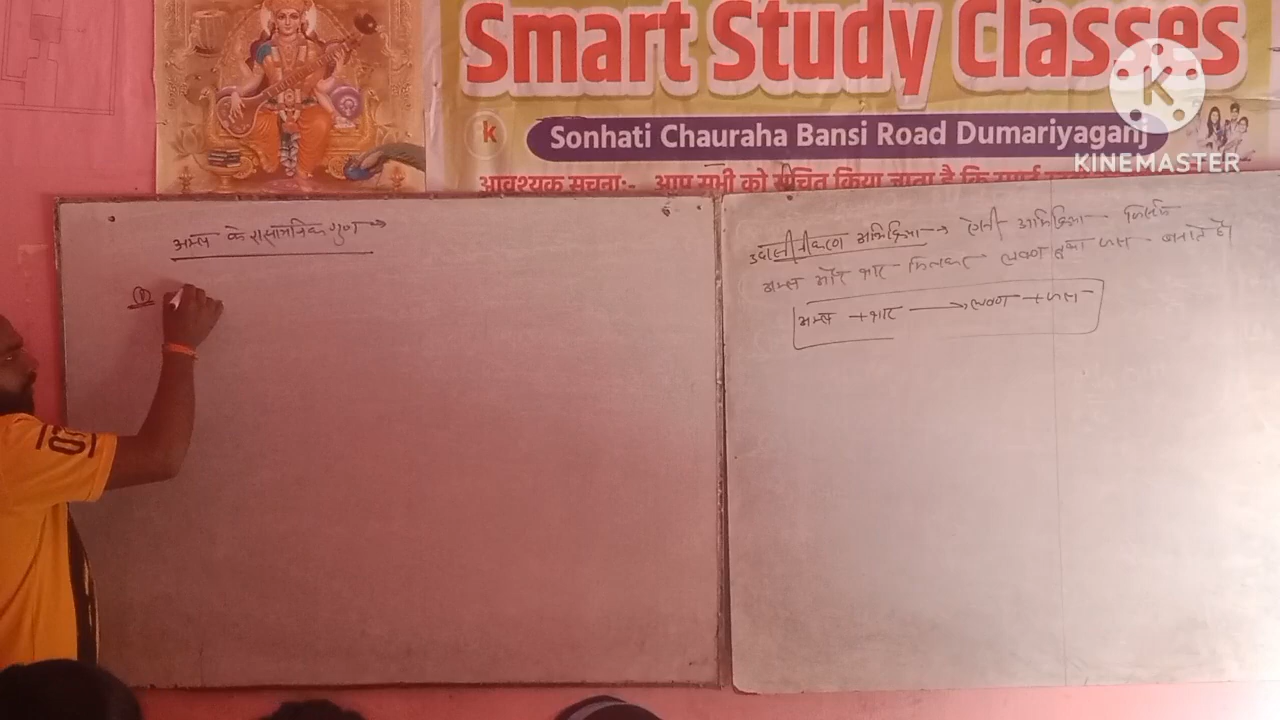 Smart Study Classes
k
Sonhati Chauraha Bansi Road Dumariyaganj
K
KINEMASTER
आवश्यक सूचना:- आप सभी को सूचित किया जाता है कि
अम्ल के रासायनिक गुण →
①
उदासीनीकरण अभिक्रिया → ऐसी अभिक्रिया जिसमें
अम्ल और क्षार मिलकर लवण तथा जल बनाते है।
अम्ल + क्षार ⟶ लवण + जल